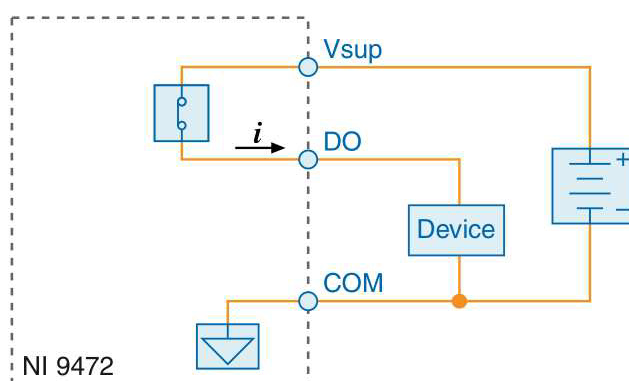 Vsup
i
DO
+
Device
–
COM
NI 9472